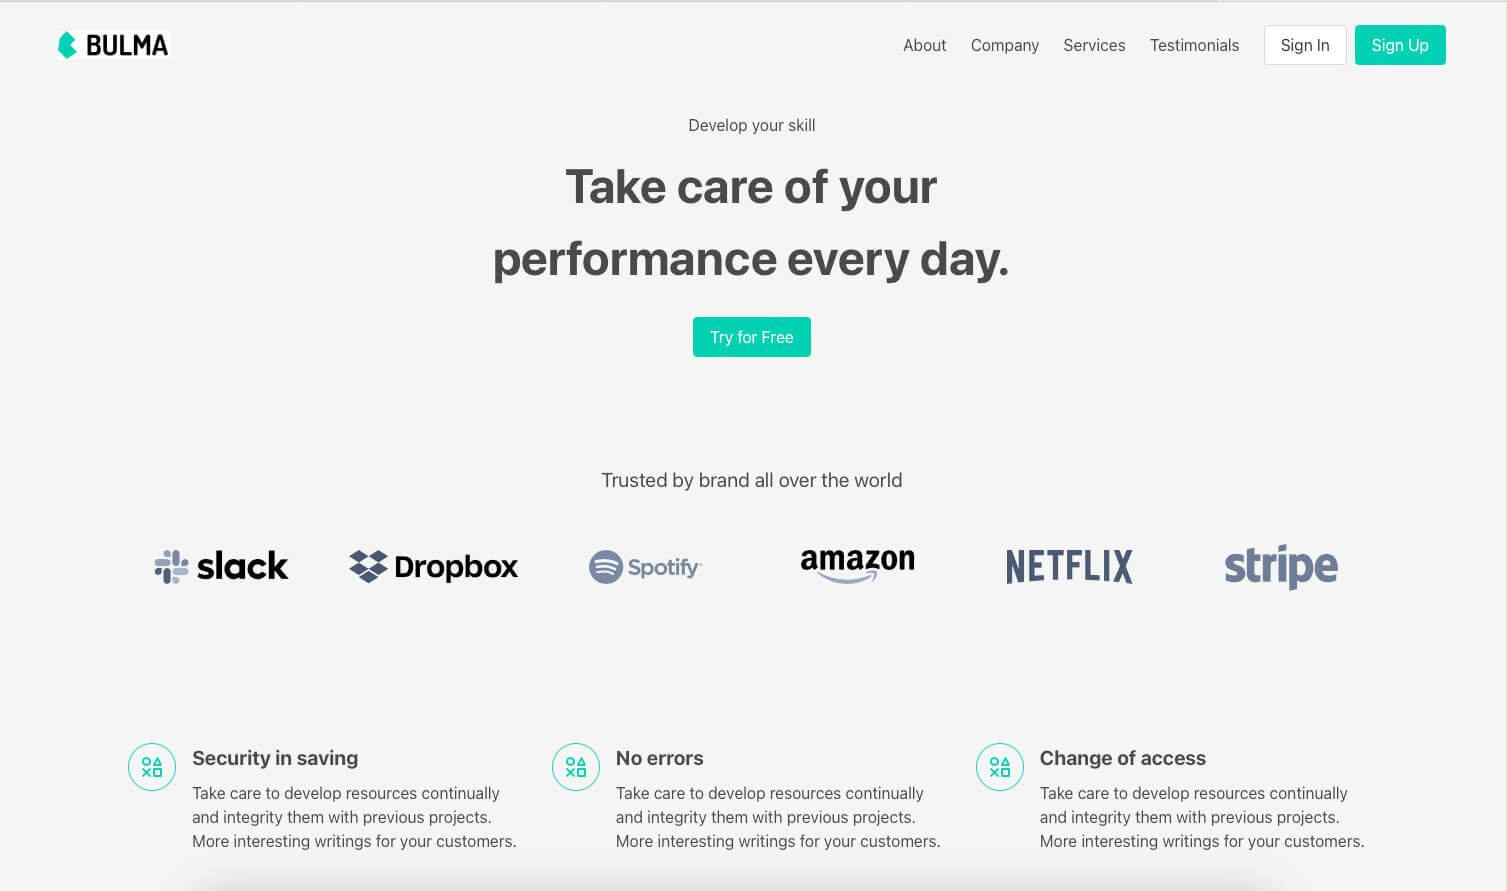 BULMA
About Company Services Testimonials Sign In Sign Up
Develop your skill
Take care of your
performance every day.
Try for Free
Trusted by brand all over the world
slack Dropbox Spotify amazon NETFLIX stripe
Security in saving
Take care to develop resources continually
and integrity them with previous projects.
More interesting writings for your customers.
No errors
Take care to develop resources continually
and integrity them with previous projects.
More interesting writings for your customers.
Change of access
Take care to develop resources continually
and integrity them with previous projects.
More interesting writings for your customers.